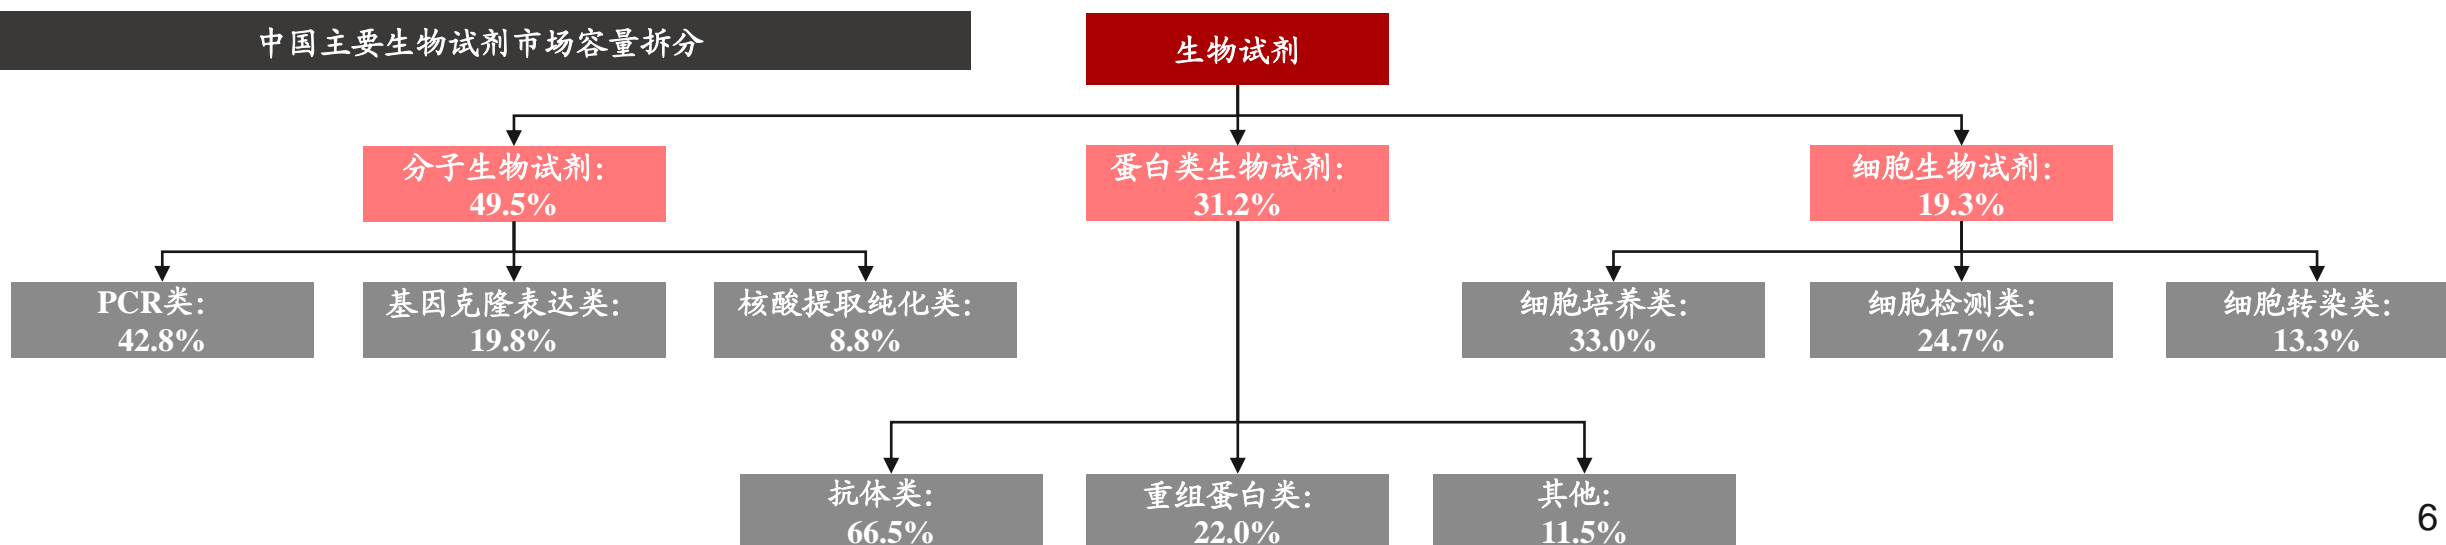 中国主要生物试剂市场容量拆分
生物试剂
分子生物试剂:
49.5%
蛋白类生物试剂:
31.2%
细胞生物试剂:
19.3%
PCR类:
42.8%
基因克隆表达类:
19.8%
核酸提取纯化类:
8.8%
细胞培养类:
33.0%
细胞检测类:
24.7%
细胞转染类:
13.3%
抗体类:
66.5%
重组蛋白类:
22.0%
其他:
11.5%
6